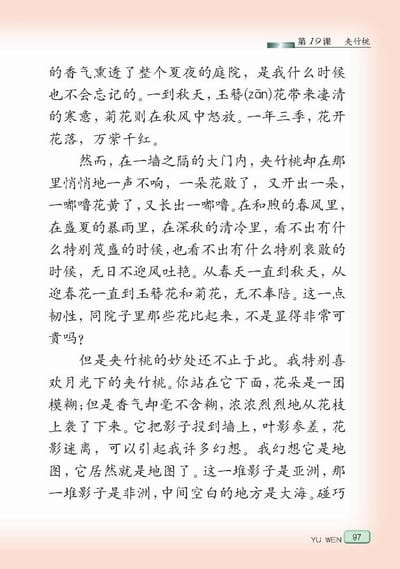 第19课 夹竹桃
的香气熏透了整个夏夜的庭院，是我什么时候
也不会忘记的。一到秋天，玉簪(zān)花带来凄清
的寒意，菊花则在秋风中怒放。一年三季，花开
花落，万紫千红。
然而，在一墙之隔的大门内，夹竹桃却在那
里悄悄地一声不响，一朵花败了，又开出一朵，
一嘟噜花黄了，又长出一嘟噜。在和煦的春风里，
在盛夏的暴雨里，在深秋的清冷里，看不出有什
么特别茂盛的时候，也看不出有什么特别衰败的
时候，无日不迎风吐艳。从春天一直到秋天，从
迎春花一直到玉簪花和菊花，无不奉陪。这一点
韧性，同院子里那些花比起来，不是显得非常可
贵吗？
但是夹竹桃的妙处还不止于此。我特别喜
欢月光下的夹竹桃。你站在它下面，花朵是一团
模糊；但是香气却毫不含糊，浓浓烈烈地从花枝
上袭了下来。它把影子投到墙上，叶影参差，花
影迷离，可以引起我许多幻想。我幻想它是地
图，它居然就是地图了。这一堆影子是亚洲，那
一堆影子是非洲，中间空白的地方是大海。碰巧
YU WEN 97